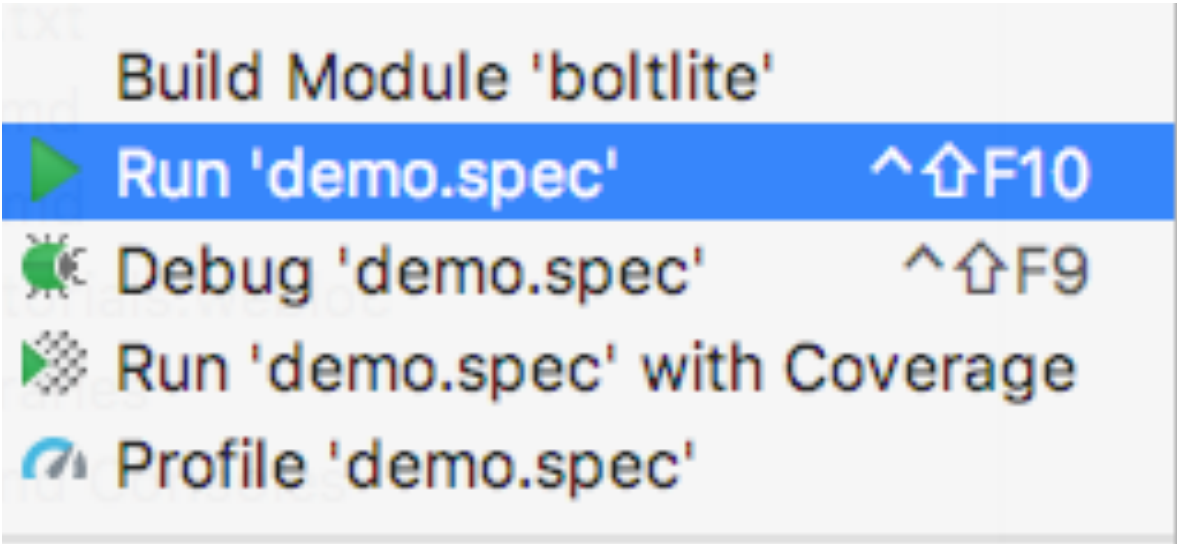 Build Module 'boltlite'
Run 'demo.spec' ^⇧F10
Debug 'demo.spec' ^⇧F9
Run 'demo.spec' with Coverage
Profile 'demo.spec'